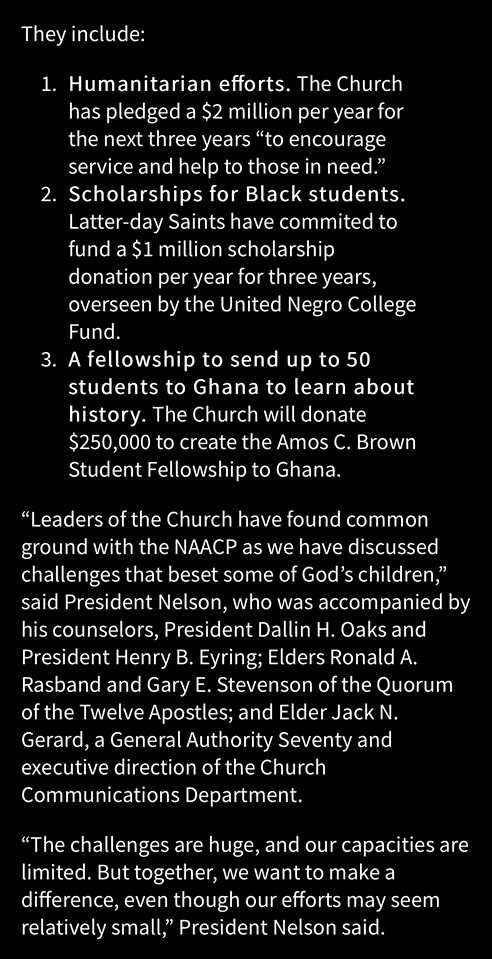 They include:
1. Humanitarian efforts. The Church
has pledged a $2 million per year for
the next three years “to encourage
service and help to those in need.”
2. Scholarships for Black students.
Latter-day Saints have commited to
fund a $1 million scholarship
donation per year for three years,
overseen by the United Negro College
Fund.
3. A fellowship to send up to 50
students to Ghana to learn about
history. The Church will donate
$250,000 to create the Amos C. Brown
Student Fellowship to Ghana.
“Leaders of the Church have found common
ground with the NAACP as we have discussed
challenges that beset some of God’s children,”
said President Nelson, who was accompanied by
his counselors, President Dallin H. Oaks and
President Henry B. Eyring; Elders Ronald A.
Rasband and Gary E. Stevenson of the Quorum
of the Twelve Apostles; and Elder Jack N.
Gerard, a General Authority Seventy and
executive direction of the Church
Communications Department.
“The challenges are huge, and our capacities are
limited. But together, we want to make a
difference, even though our efforts may seem
relatively small,” President Nelson said.